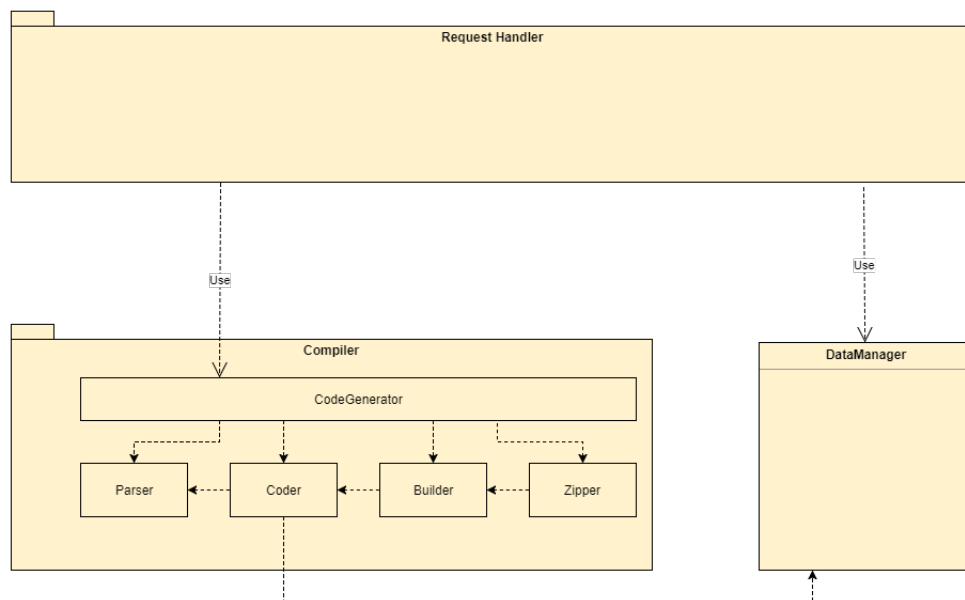 Request Handler
Use
Use
Compiler
DataManager
CodeGenerator
Parser
Coder
Builder
Zipper